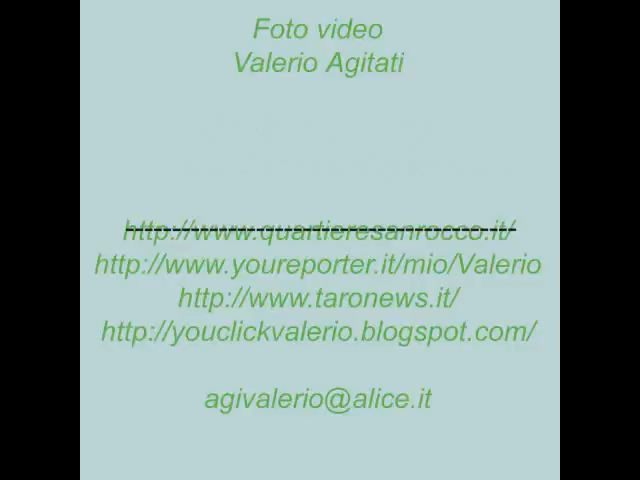 Foto video
Valerio Agitati
http://www.quartieresanrocco.it/
http://www.youreporter.it/mio/Valerio
http://www.taronews.it/
http://youclickvalerio.blogspot.com/
agivalerio@alice.it